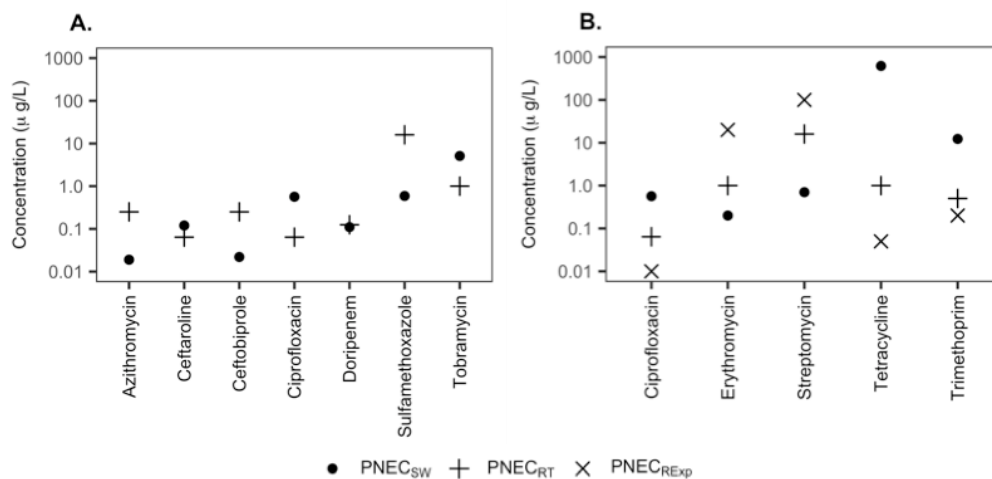 A.
Concentration (μ g/L)
1000
100
10
1.0
0.1
0.01
Azithromycin
Ceftaroline
Ceftobiprole
Ciprofloxacin
Doripenem
Sulfamethoxazole
Tobramycin
B.
Concentration (μ g/L)
1000
100
10
1.0
0.1
0.01
Ciprofloxacin
Erythromycin
Streptomycin
Tetracycline
Trimethoprim
PNECSW PNECRT PNECRExp